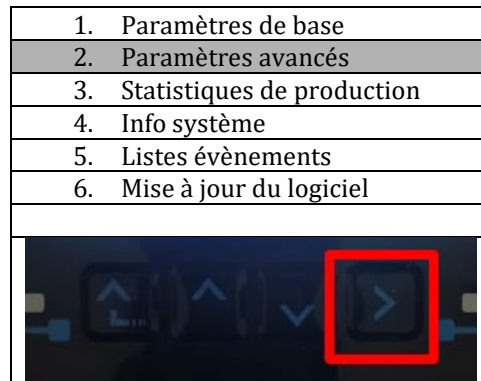 1. Paramètres de base
2. Paramètres avancés
3. Statistiques de production
4. Info système
5. Listes évènements
6. Mise à jour du logiciel